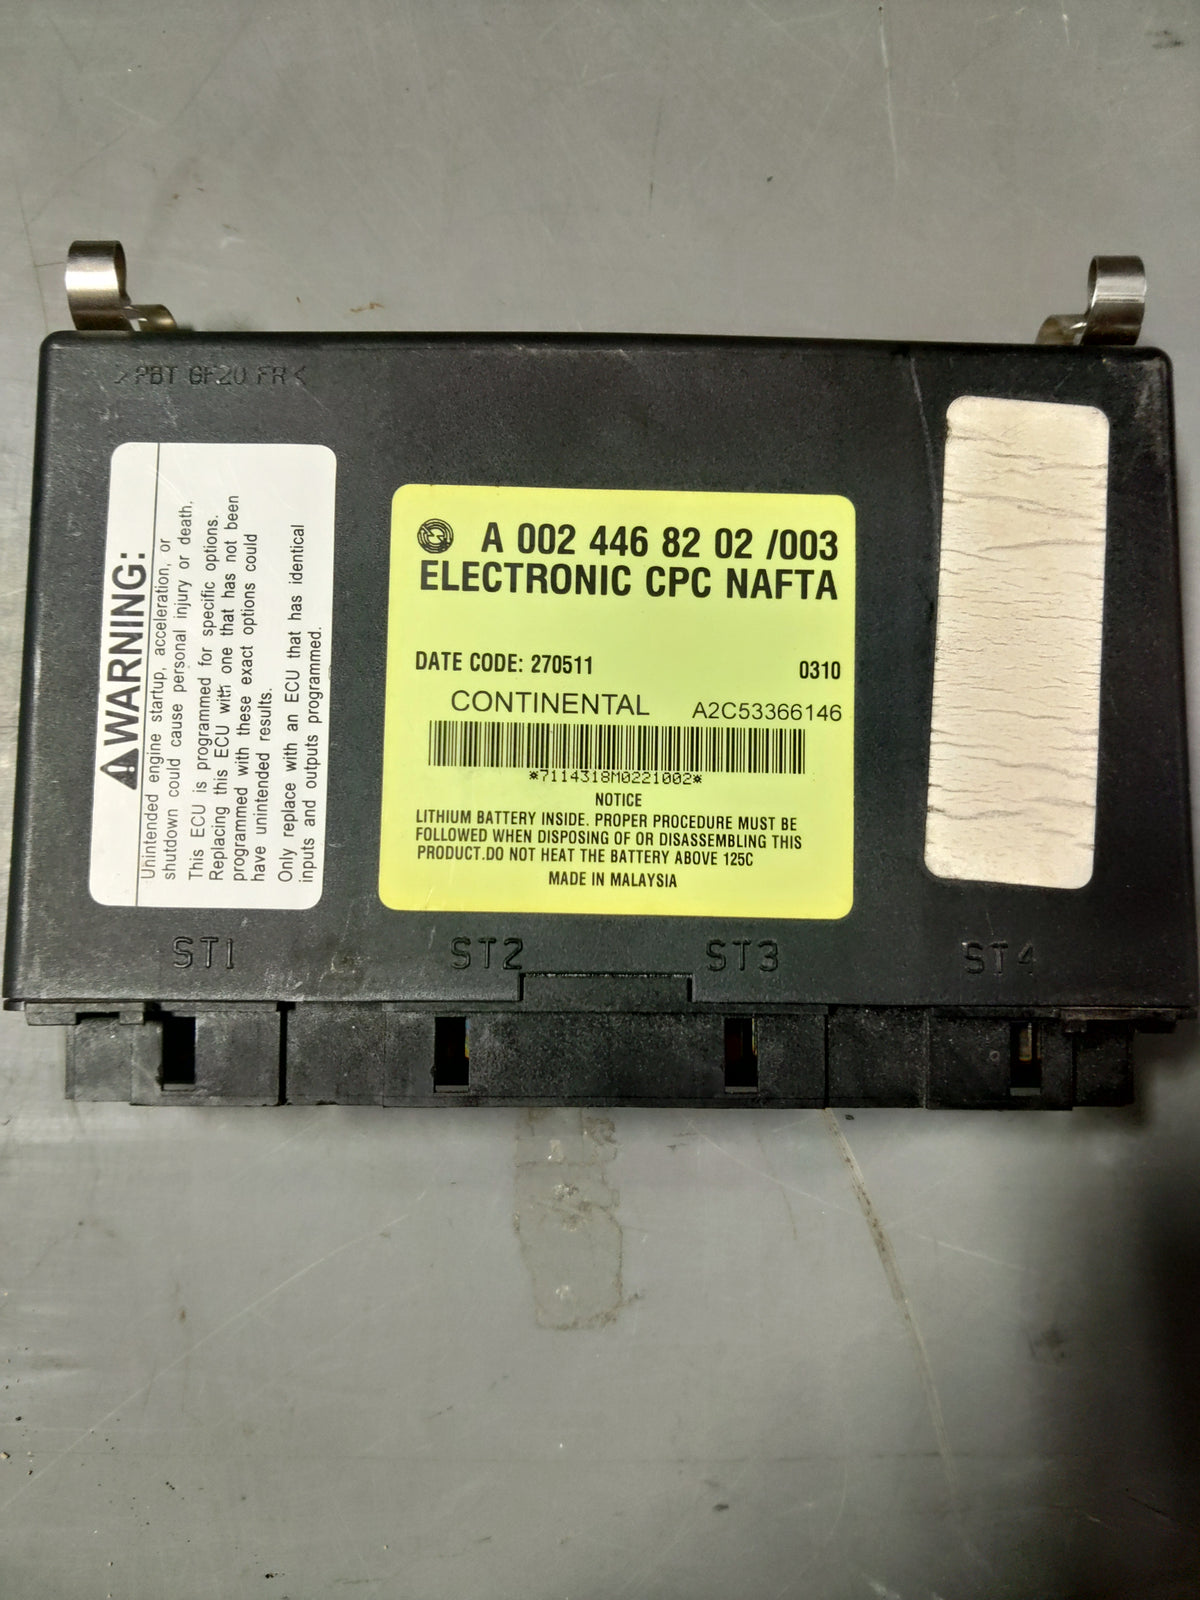 >PBT GF20 FR<
WARNING:
Unintended engine startup, acceleration, or
shutdown could cause personal injury or death.
This ECU is programmed for specific options.
Replacing this ECU with one that has not been
programmed with these exact options could
have unintended results.
Only replace with an ECU that has identical
inputs and outputs programmed.
A 002 446 82 02 /003
ELECTRONIC CPC NAFTA
DATE CODE: 270511 0310
CONTINENTAL A2C53366146
*7114318M0221002*
NOTICE
LITHIUM BATTERY INSIDE. PROPER PROCEDURE MUST BE
FOLLOWED WHEN DISPOSING OF OR DISASSEMBLING THIS
PRODUCT.DO NOT HEAT THE BATTERY ABOVE 125C
MADE IN MALAYSIA
ST1 ST2 ST3 ST4